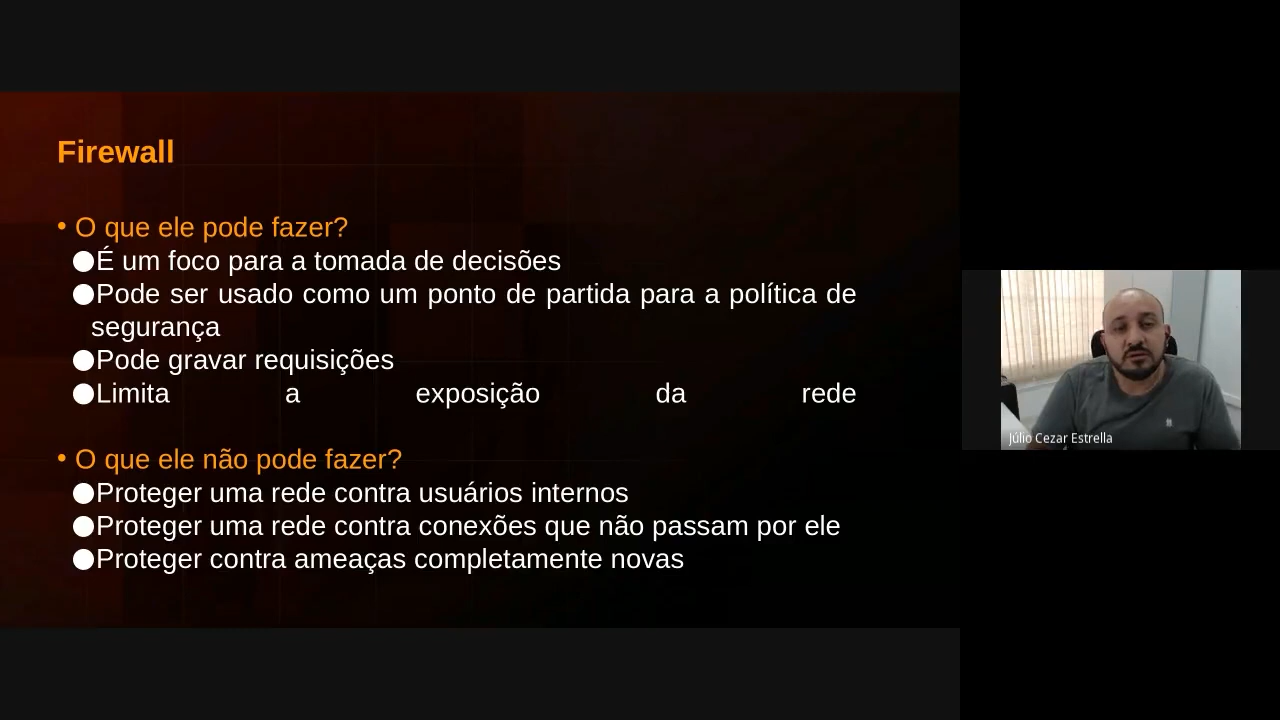 Firewall
• O que ele pode fazer?
●É um foco para a tomada de decisões
●Pode ser usado como um ponto de partida para a política de
segurança
●Pode gravar requisições
●Limita a exposição da rede
• O que ele não pode fazer?
●Proteger uma rede contra usuários internos
●Proteger uma rede contra conexões que não passam por ele
●Proteger contra ameaças completamente novas
Júlio Cezar Estrella